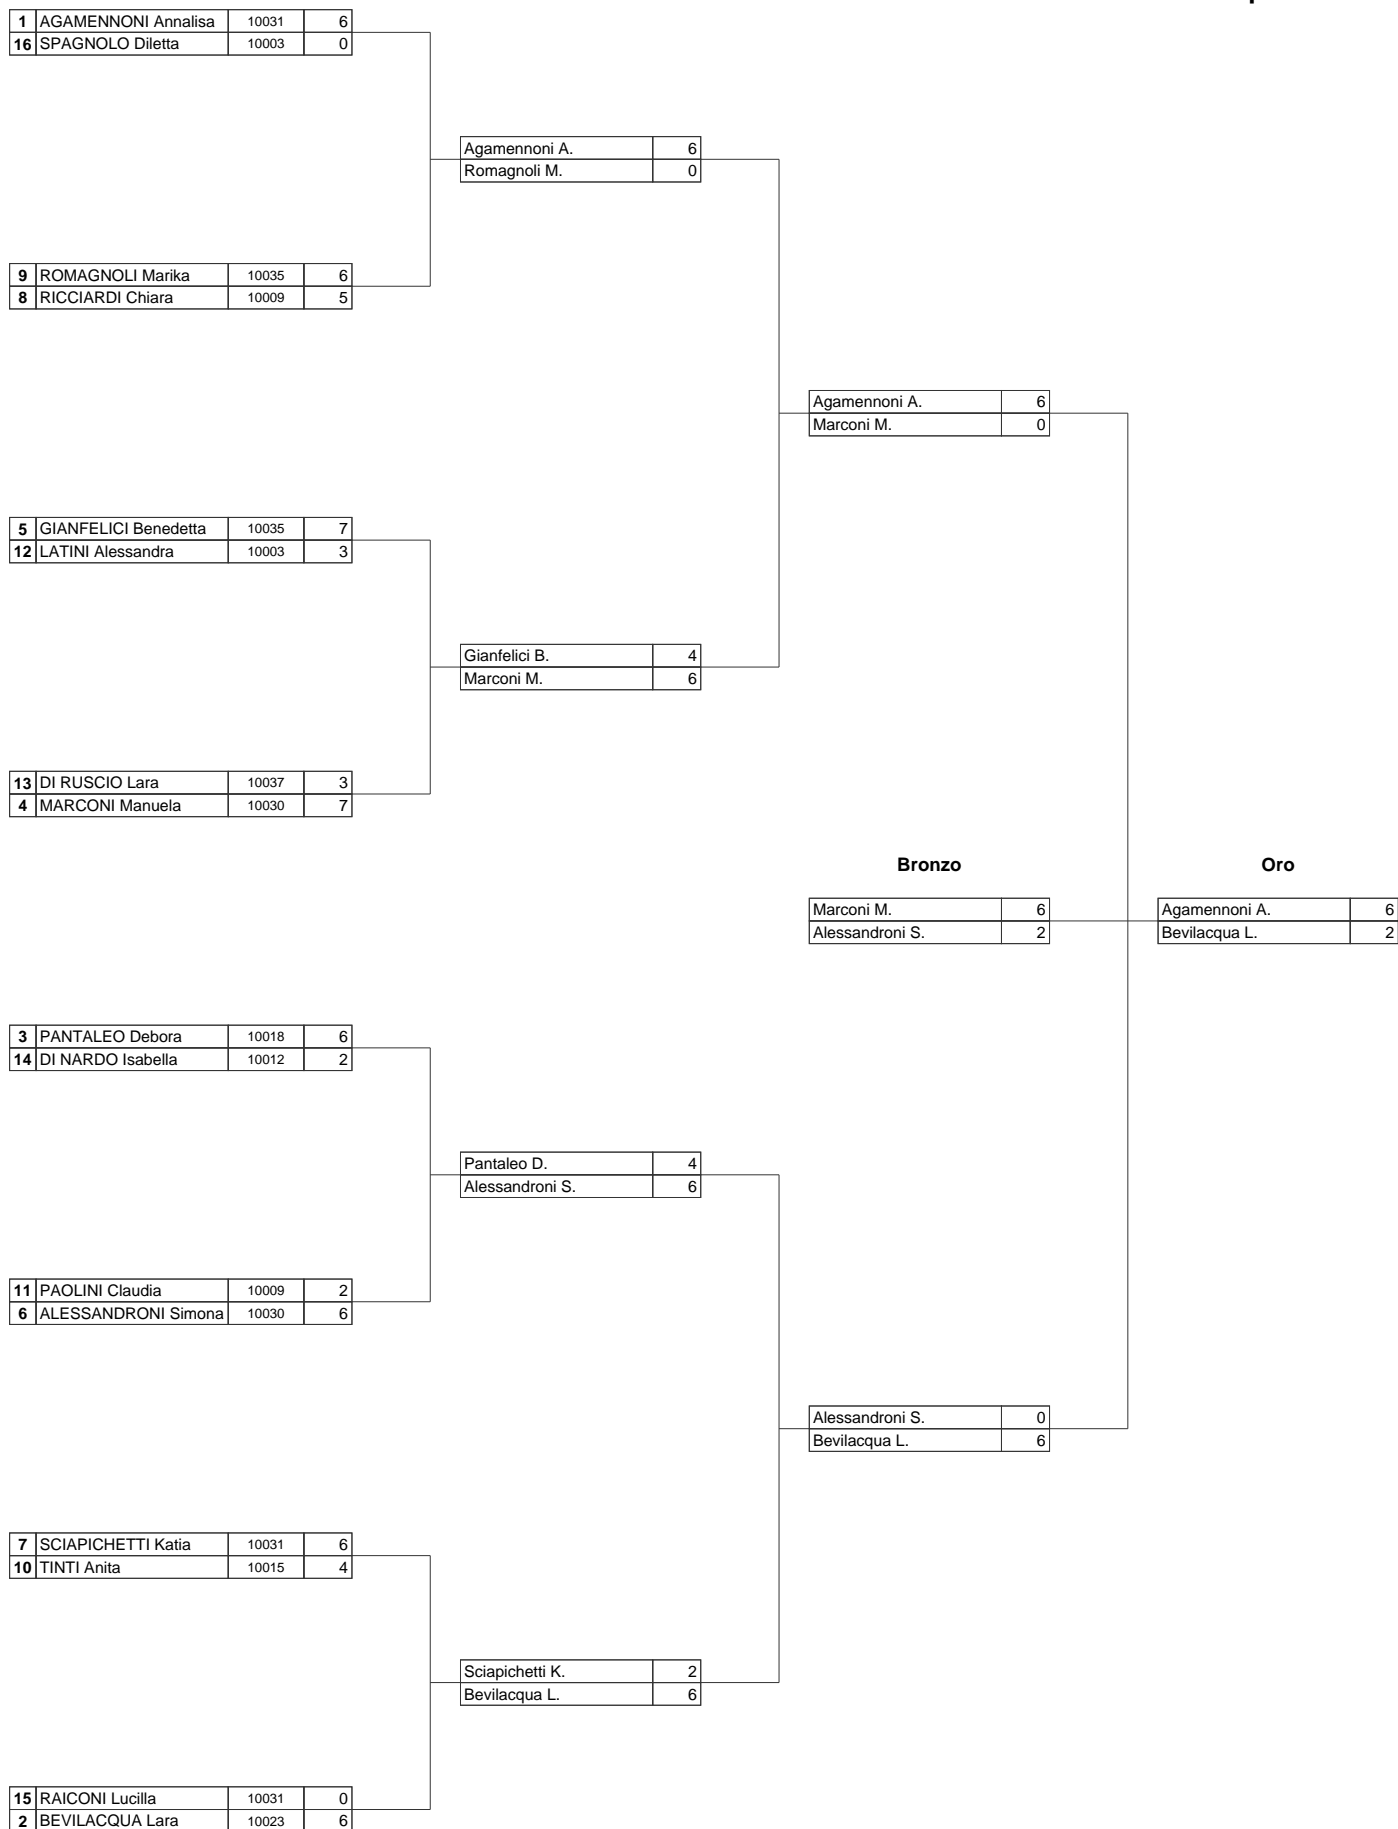 1 AGAMENNONI Annalisa 10031 6
16 SPAGNOLO Diletta 10003 0
Agamennoni A. 6
Romagnoli M. 0
9 ROMAGNOLI Marika 10035 6
8 RICCIARDI Chiara 10009 5
Agamennoni A. 6
Marconi M. 0
5 GIANFELICI Benedetta 10035 7
12 LATINI Alessandra 10003 3
Gianfelici B. 4
Marconi M. 6
13 DI RUSCIO Lara 10037 3
4 MARCONI Manuela 10030 7
Bronzo Oro
Marconi M. 6 Agamennoni A. 6
Alessandroni S. 2 Bevilacqua L. 2
3 PANTALEO Debora 10018 6
14 DI NARDO Isabella 10012 2
Pantaleo D. 4
Alessandroni S. 6
11 PAOLINI Claudia 10009 2
6 ALESSANDRONI Simona 10030 6
Alessandroni S. 0
Bevilacqua L. 6
7 SCIAPICHETTI Katia 10031 6
10 TINTI Anita 10015 4
Sciapichetti K. 2
Bevilacqua L. 6
15 RAICONI Lucilla 10031 0
2 BEVILACQUA Lara 10023 6